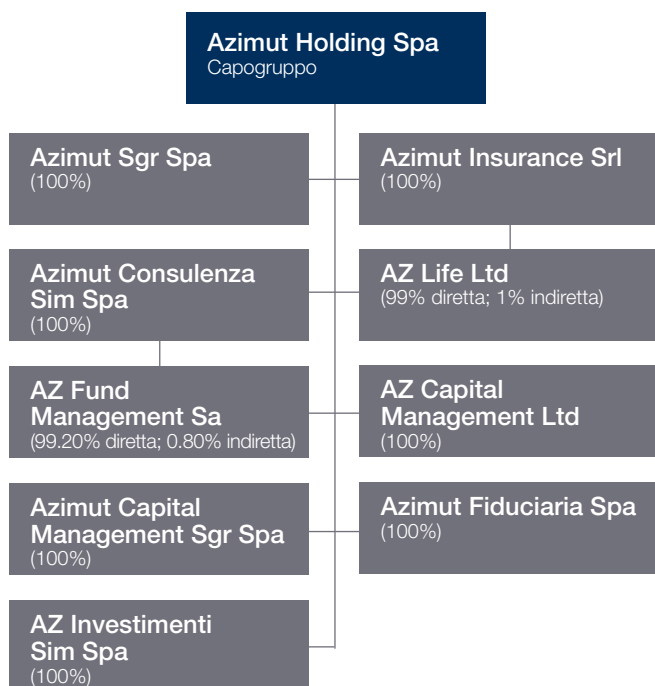 Azimut Holding Spa
Capogruppo
Azimut Sgr Spa
(100%)
Azimut Insurance Srl
(100%)
Azimut Consulenza
Sim Spa
(100%)
AZ Life Ltd
(99% diretta; 1% indiretta)
AZ Fund
Management Sa
(99.20% diretta; 0.80% indiretta)
AZ Capital
Management Ltd
(100%)
Azimut Capital
Management Sgr Spa
(100%)
Azimut Fiduciaria Spa
(100%)
AZ Investimenti
Sim Spa
(100%)